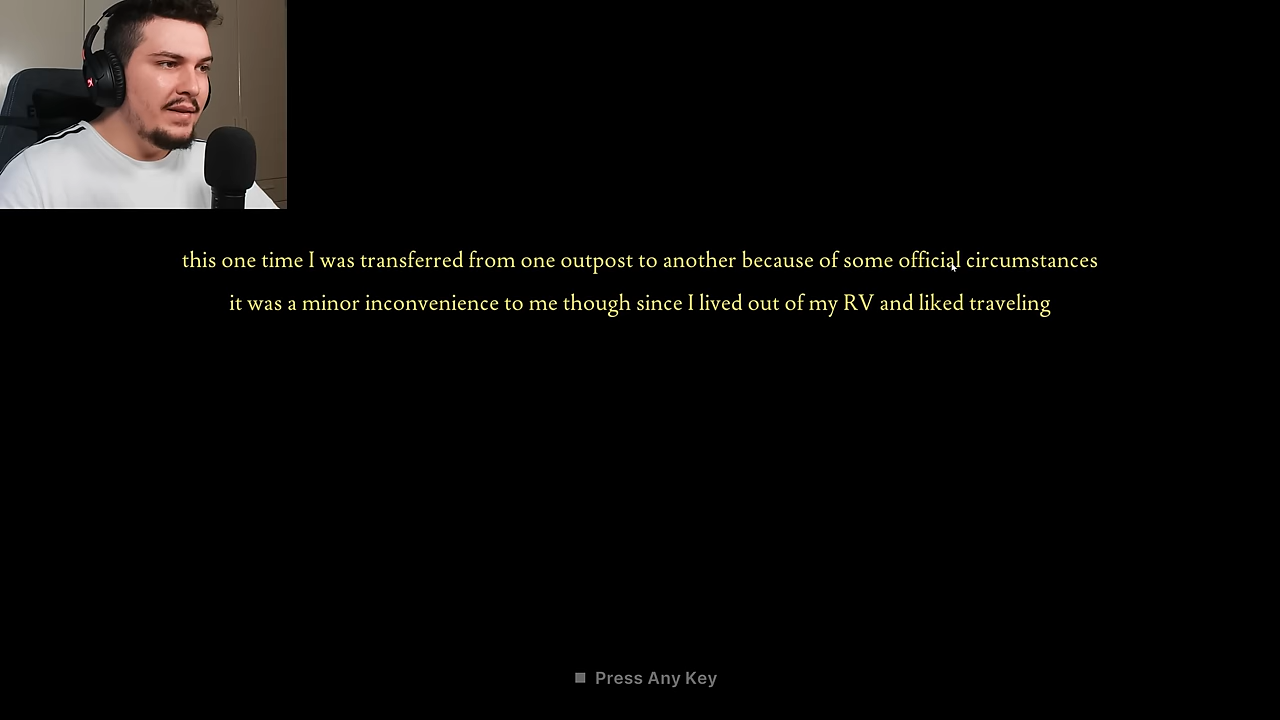 this one time I was transferred from one outpost to another because of some official circumstances
it was a minor inconvenience to me though since I lived out of my RV and liked traveling
Press Any Key